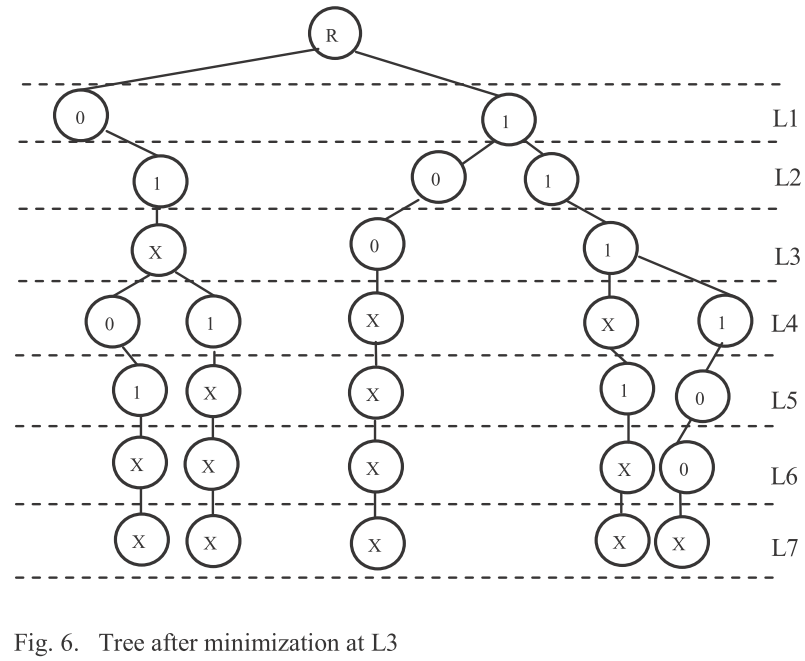 R
0 1 L1
1 0 1 L2
X 0 1 L3
0 1 X X 1 L4
1 X X 1 0 L5
X X X X 0 L6
X X X X X L7
Fig. 6. Tree after minimization at L3